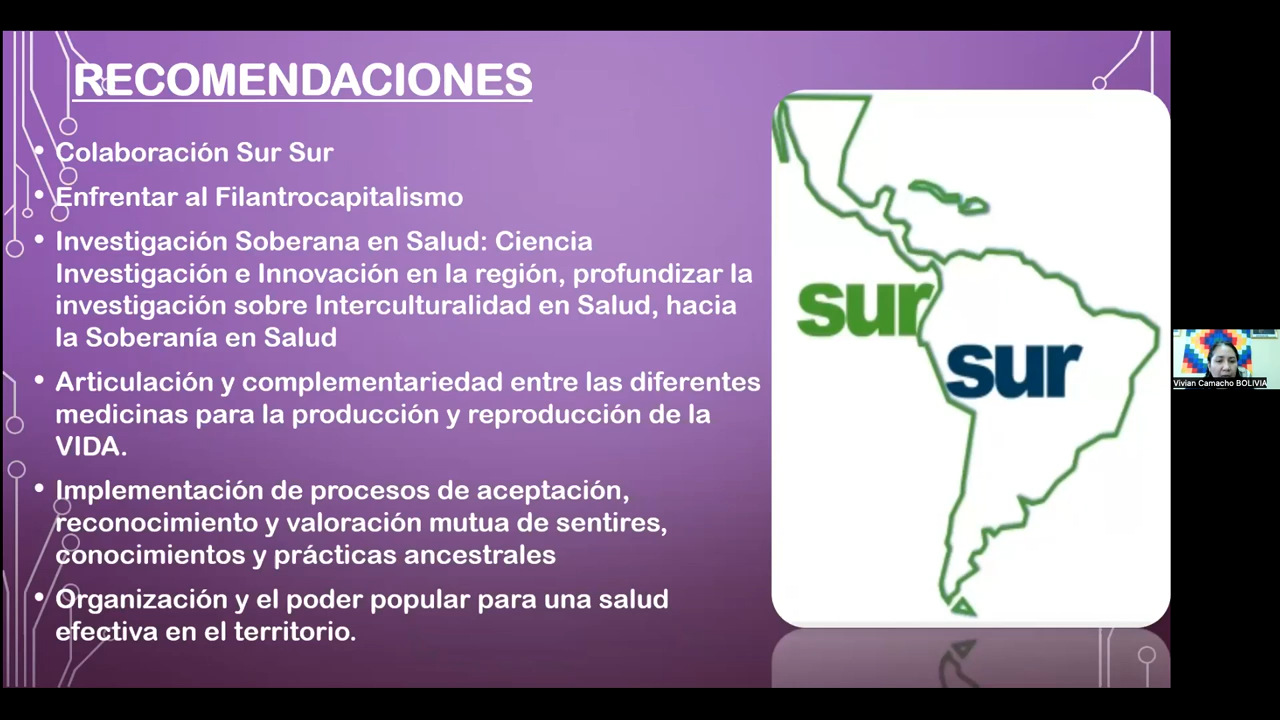 RECOMENDACIONES
• Colaboración Sur Sur
• Enfrentar al Filantrocapitalismo
• Investigación Soberana en Salud: Ciencia
Investigación e Innovación en la región, profundizar la
investigación sobre Interculturalidad en Salud, hacia
la Soberanía en Salud
• Articulación y complementariedad entre las diferentes
medicinas para la producción y reproducción de la
VIDA.
• Implementación de procesos de aceptación,
reconocimiento y valoración mutua de sentires,
conocimientos y prácticas ancestrales
• Organización y el poder popular para una salud
efectiva en el territorio.
sur
sur
Vivian Camacho BOLIVIA